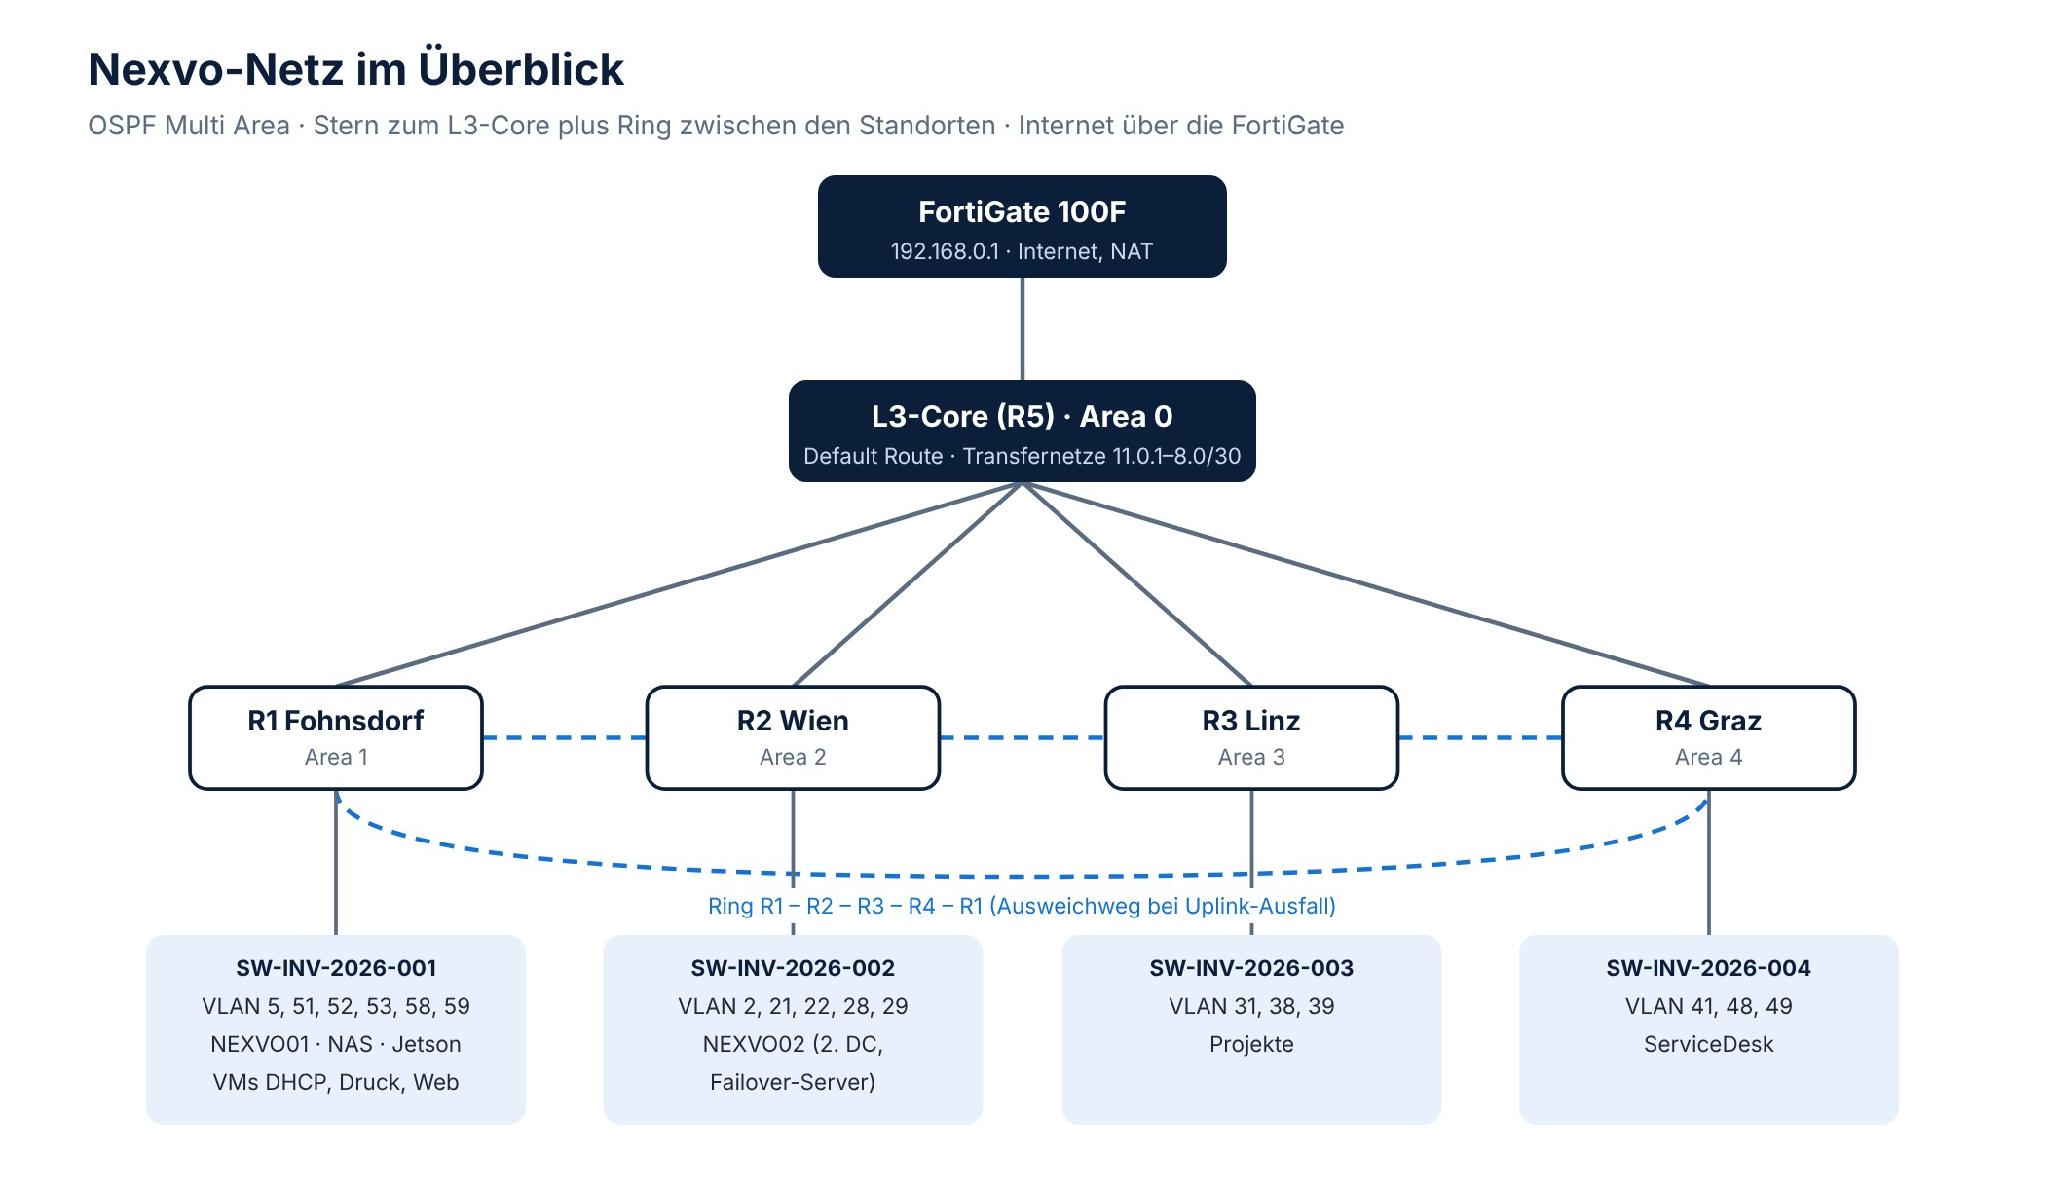 Nexvo-Netz im Überblick
OSPF Multi Area · Stern zum L3-Core plus Ring zwischen den Standorten · Internet über die FortiGate
FortiGate 100F
192.168.0.1 · Internet, NAT
L3-Core (R5) · Area 0
Default Route · Transfernetze 11.0.1–8.0/30
R1 Fohnsdorf
Area 1
R2 Wien
Area 2
R3 Linz
Area 3
R4 Graz
Area 4
Ring R1 – R2 – R3 – R4 – R1 (Ausweichweg bei Uplink-Ausfall)
SW-INV-2026-001
VLAN 5, 51, 52, 53, 58, 59
NEXVO01 · NAS · Jetson
VMs DHCP, Druck, Web
SW-INV-2026-002
VLAN 2, 21, 22, 28, 29
NEXVO02 (2. DC,
Failover-Server)
SW-INV-2026-003
VLAN 31, 38, 39
Projekte
SW-INV-2026-004
VLAN 41, 48, 49
ServiceDesk